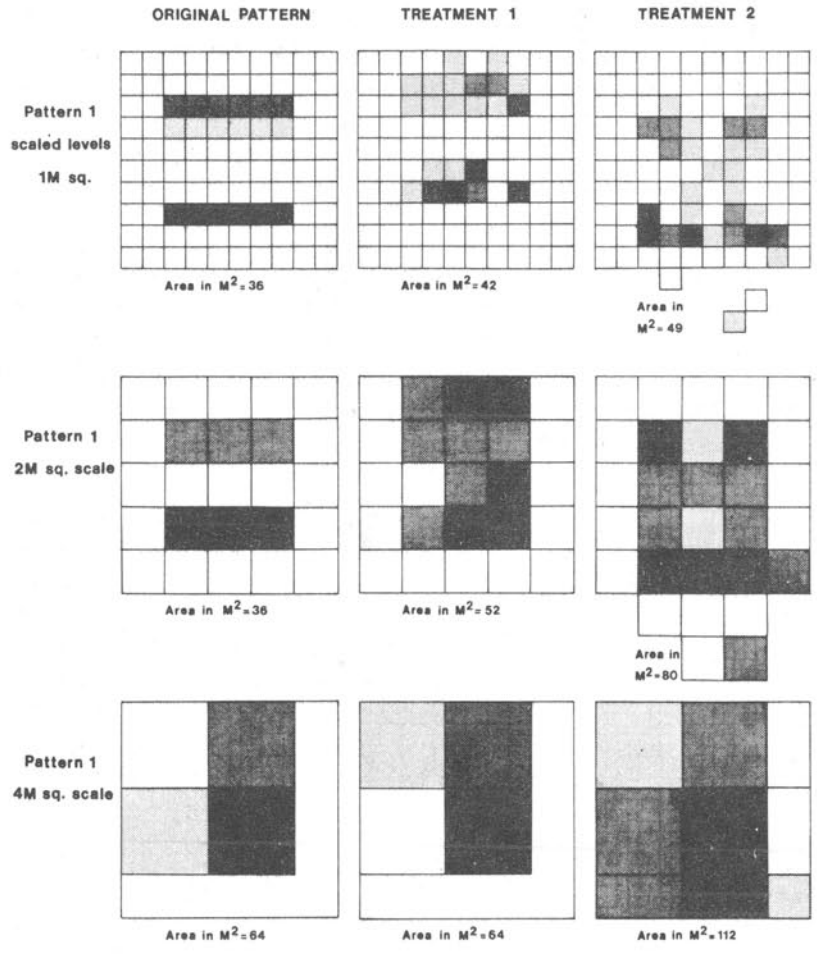 ORIGINAL PATTERN TREATMENT 1 TREATMENT 2
Pattern 1
scaled levels
1M sq.
Area in M²=36
Area in M²=42
Area in
M²=49
Pattern 1
2M sq. scale
Area in M²=36
Area in M²=52
Area in
M²=80
Pattern 1
4M sq. scale
Area in M²=64
Area in M²=64
Area in M²=112